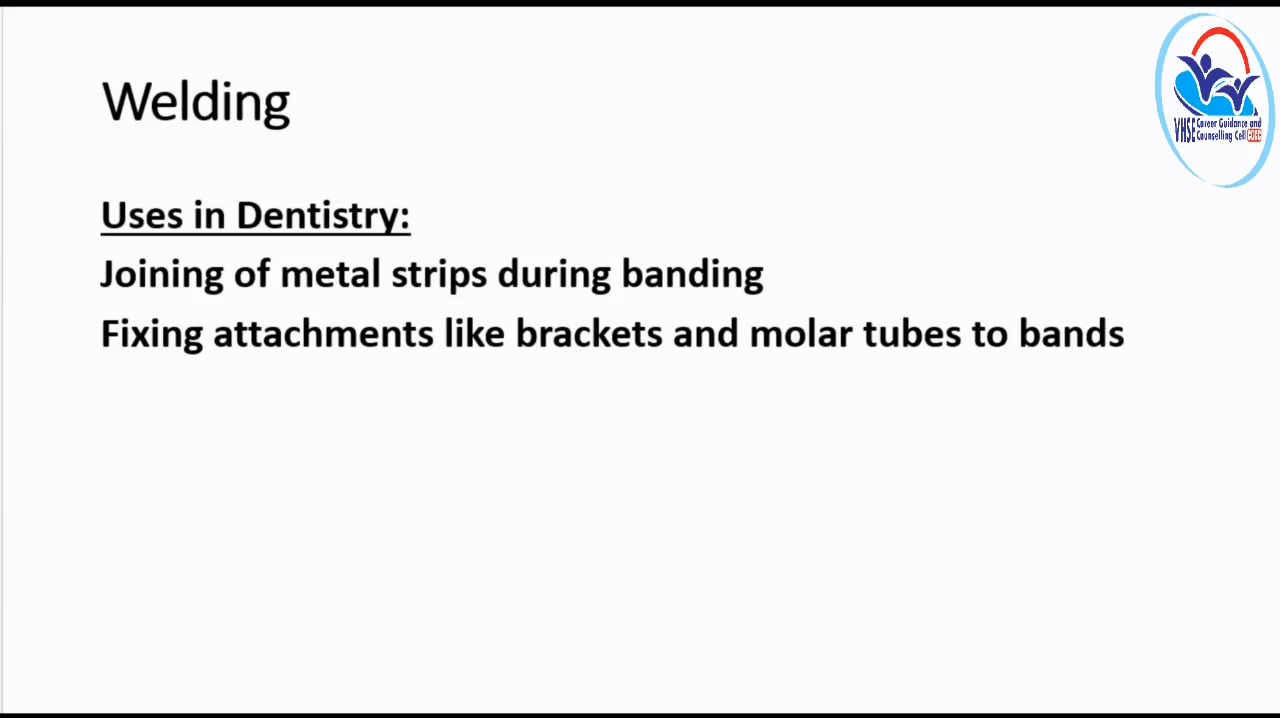 Welding
Uses in Dentistry:
Joining of metal strips during banding
Fixing attachments like brackets and molar tubes to bands
VHSE Career Guidance and
Counselling Cell CGCC